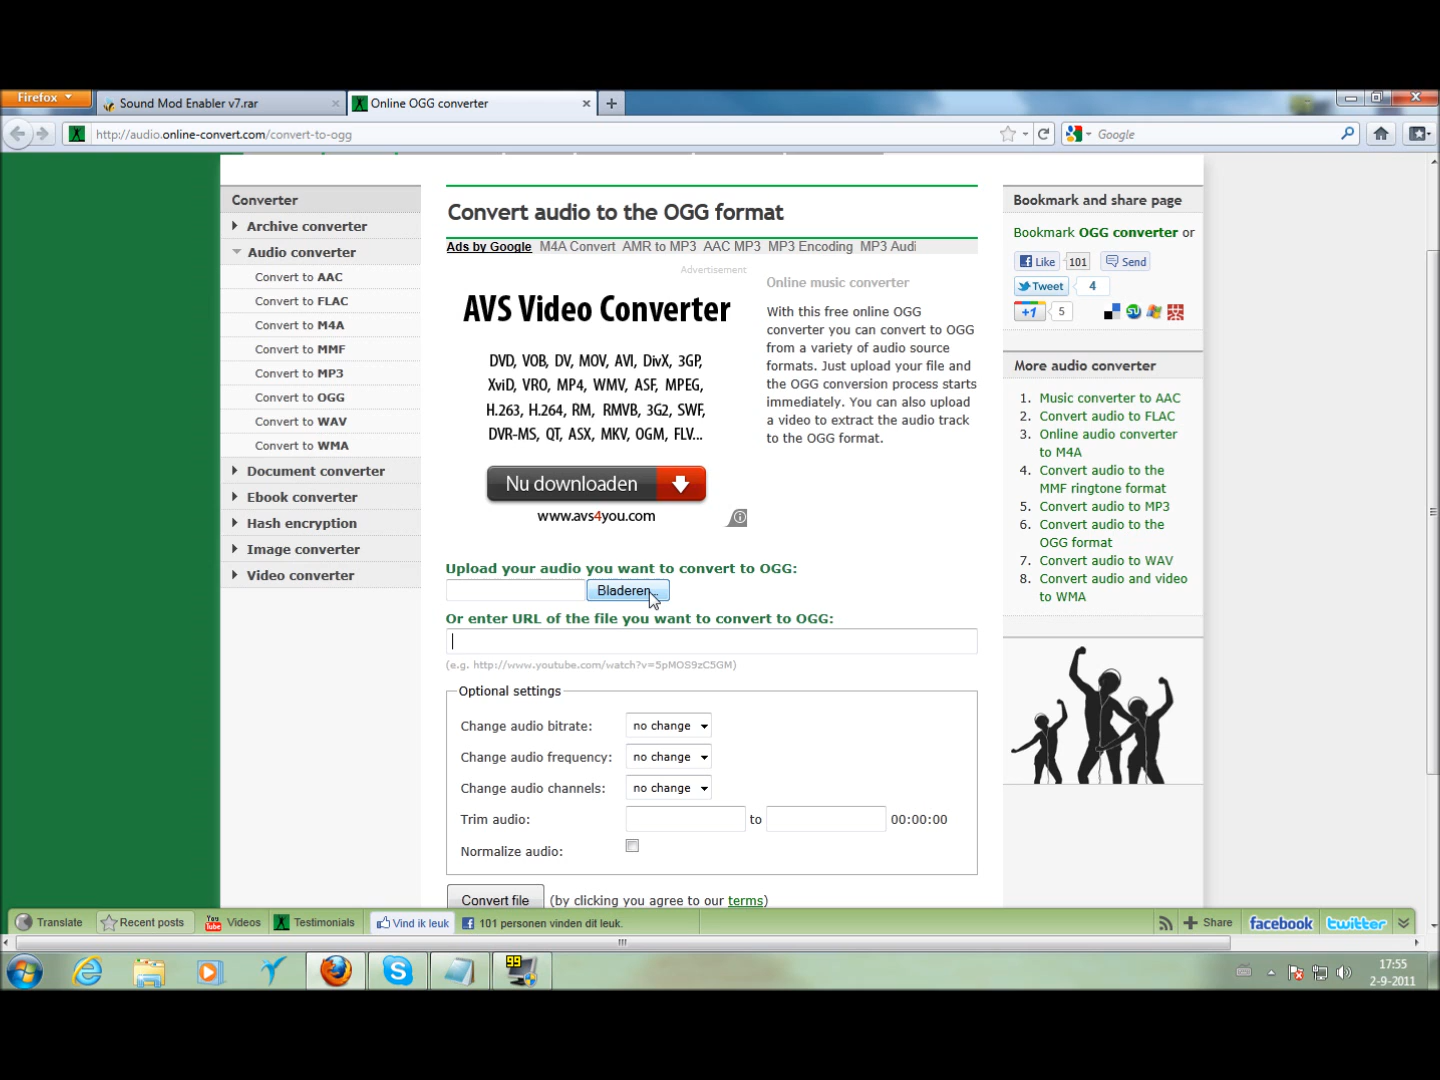 Firefox
Sound Mod Enabler v7.rar
Online OGG converter
http://audio.online-convert.com/convert-to-ogg
Google
Converter
Archive converter
Audio converter
Convert to AAC
Convert to FLAC
Convert to M4A
Convert to MMF
Convert to MP3
Convert to OGG
Convert to WAV
Convert to WMA
Document converter
Ebook converter
Hash encryption
Image converter
Video converter
Convert audio to the OGG format
Ads by Google M4A Convert AMR to MP3 AAC MP3 MP3 Encoding MP3 Audi
Advertisement
AVS Video Converter
DVD, VOB, DV, MOV, AVI, DivX, 3GP,
XviD, VRO, MP4, WMV, ASF, MPEG,
H.263, H.264, RM, RMVB, 3G2, SWF,
DVR-MS, QT, ASX, MKV, OGM, FLV...
Nu downloaden
www.avs4you.com
Online music converter
With this free online OGG
converter you can convert to OGG
from a variety of audio source
formats. Just upload your file and
the OGG conversion process starts
immediately. You can also upload
a video to extract the audio track
to the OGG format.
Upload your audio you want to convert to OGG:
Bladeren...
Or enter URL of the file you want to convert to OGG:
(e.g. http://www.youtube.com/watch?v=5pMOS9zC5GM)
Optional settings
Change audio bitrate: no change
Change audio frequency: no change
Change audio channels: no change
Trim audio: to 00:00:00
Normalize audio:
Convert file (by clicking you agree to our terms)
Bookmark and share page
Bookmark OGG converter or
Like 101 Send
Tweet 4
+1 5
More audio converter
1. Music converter to AAC
2. Convert audio to FLAC
3. Online audio converter
to M4A
4. Convert audio to the
MMF ringtone format
5. Convert audio to MP3
6. Convert audio to the
OGG format
7. Convert audio to WAV
8. Convert audio and video
to WMA
Translate Recent posts You Tube Videos Testimonials Vind ik leuk 101 personen vinden dit leuk. Share facebook twitter
99
17:55
2-9-2011